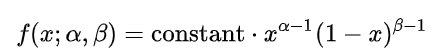 f(x; α, β) = constant · x^{α−1}(1 − x)^{β−1}